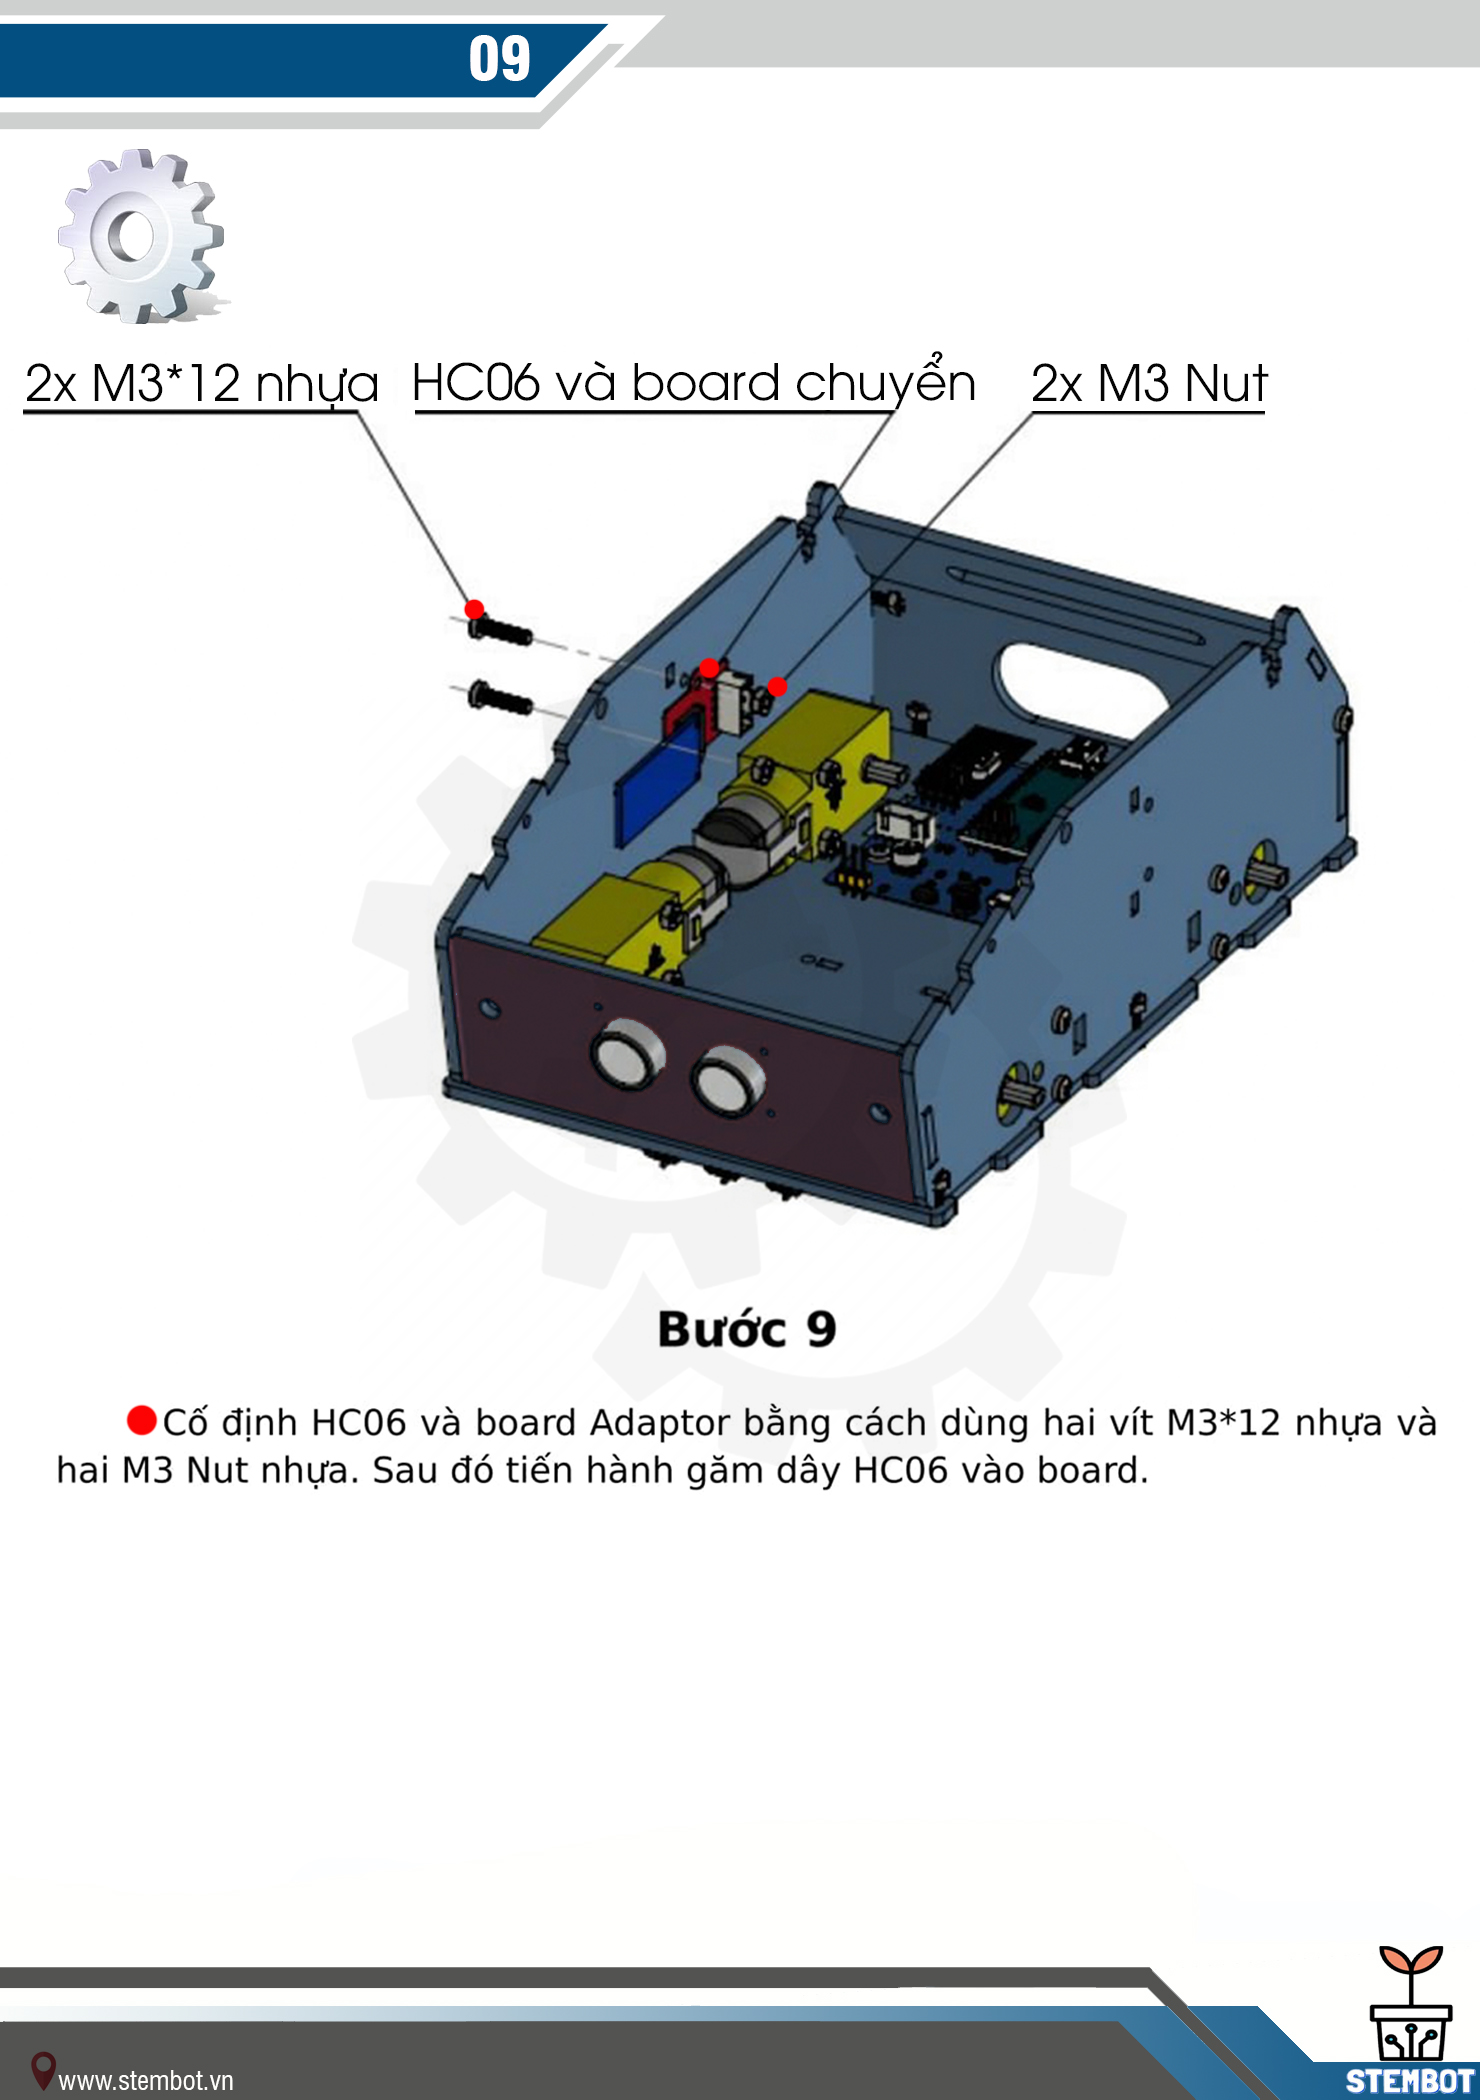 09
2x M3*12 nhựa HC06 và board chuyển 2x M3 Nut
Bước 9
Cố định HC06 và board Adaptor bằng cách dùng hai vít M3*12 nhựa và
hai M3 Nut nhựa. Sau đó tiến hành găm dây HC06 vào board.
www.stembot.vn
STEMBOT